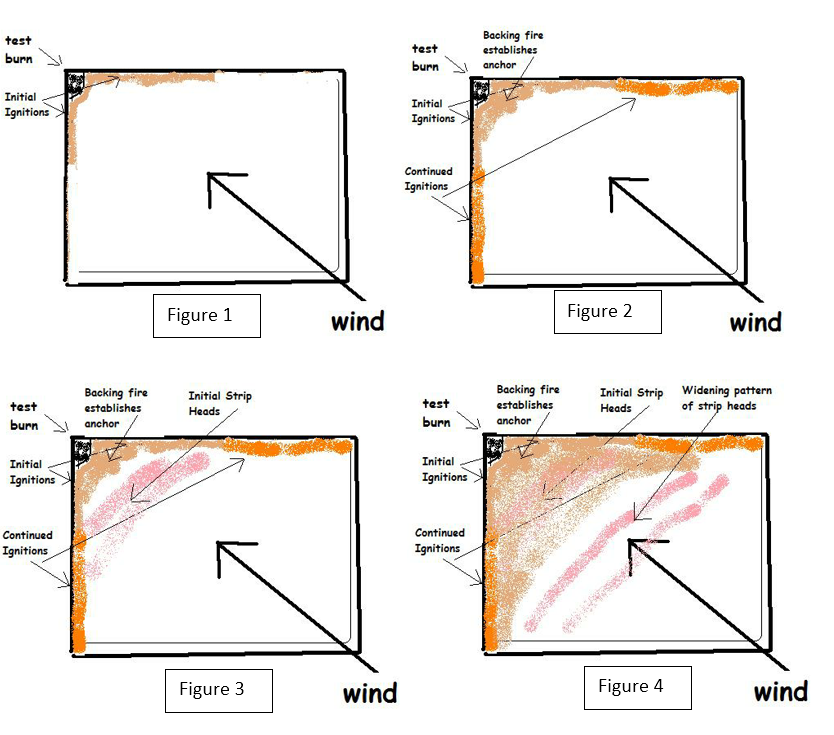 test
burn
Initial
Ignitions
wind
Figure 1
Backing fire
establishes
anchor
test
burn
Initial
Ignitions
Continued
Ignitions
wind
Figure 2
Backing fire
establishes
anchor
Initial Strip
Heads
test
burn
Initial
Ignitions
Continued
Ignitions
wind
Figure 3
Backing fire
establishes
anchor
Initial Strip
Heads
Widening pattern
of strip heads
test
burn
Initial
Ignitions
Continued
Ignitions
wind
Figure 4